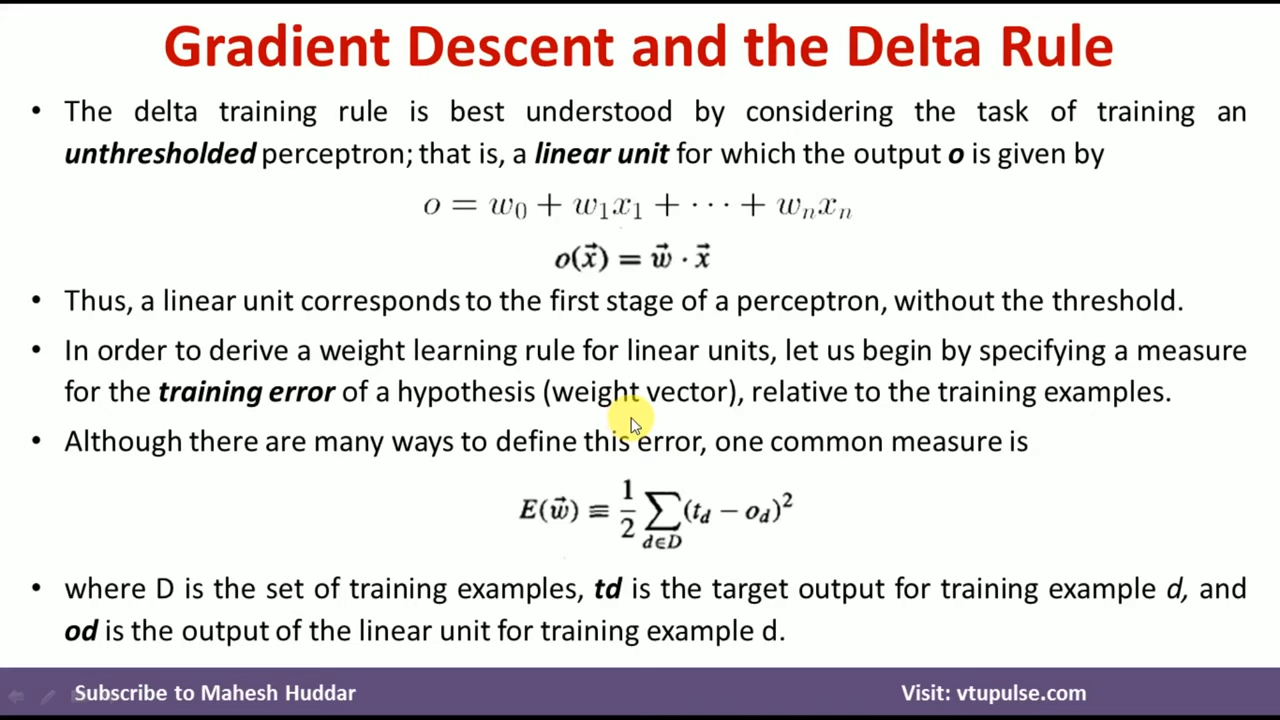 Gradient Descent and the Delta Rule
• The delta training rule is best understood by considering the task of training an
unthresholded perceptron; that is, a linear unit for which the output o is given by
o = w₀ + w₁x₁ + ⋯ + wₙxₙ
o(x⃗) = w⃗ · x⃗
• Thus, a linear unit corresponds to the first stage of a perceptron, without the threshold.
• In order to derive a weight learning rule for linear units, let us begin by specifying a measure
for the training error of a hypothesis (weight vector), relative to the training examples.
• Although there are many ways to define this error, one common measure is
E(w⃗) ≡ 1/2 ∑_{d∈D} (t_d − o_d)²
• where D is the set of training examples, td is the target output for training example d, and
od is the output of the linear unit for training example d.
Subscribe to Mahesh Huddar
Visit: vtupulse.com